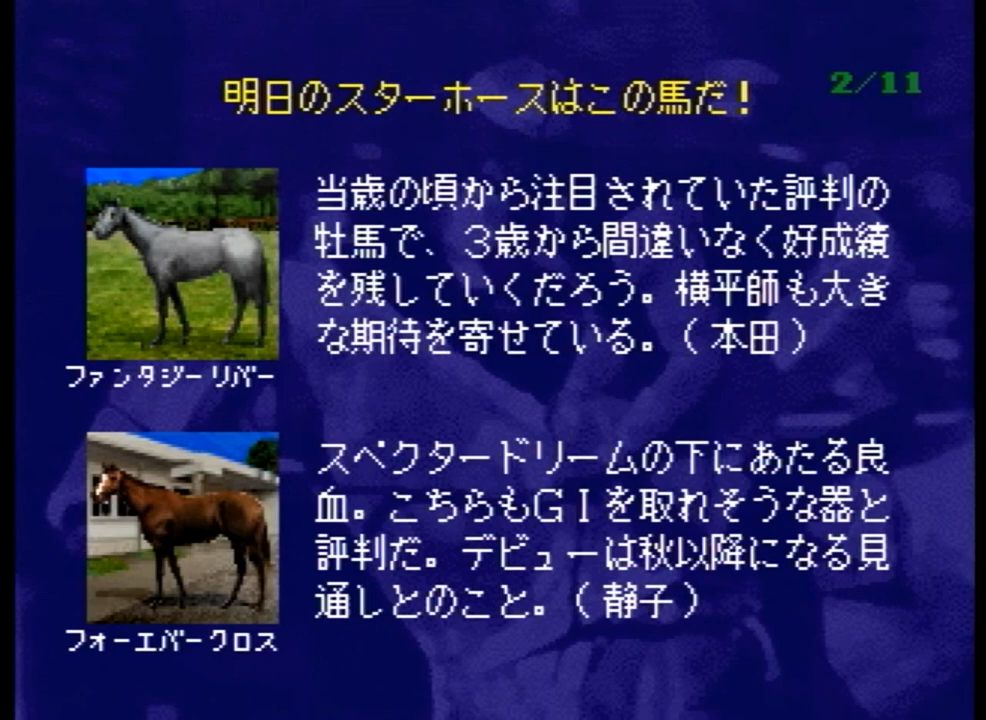 明日のスターホースはこの馬だ！
2/11
当歳の頃から注目されていた評判の
牡馬で、３歳から間違いなく好成績
を残していくだろう。横平師も大き
な期待を寄せている。（本田）
ファンタジーリバー
スペクタードリームの下にあたる良
血。こちらもＧＩを取れそうな器と
評判だ。デビューは秋以降になる見
通しとのこと。（静子）
フォーエバークロス